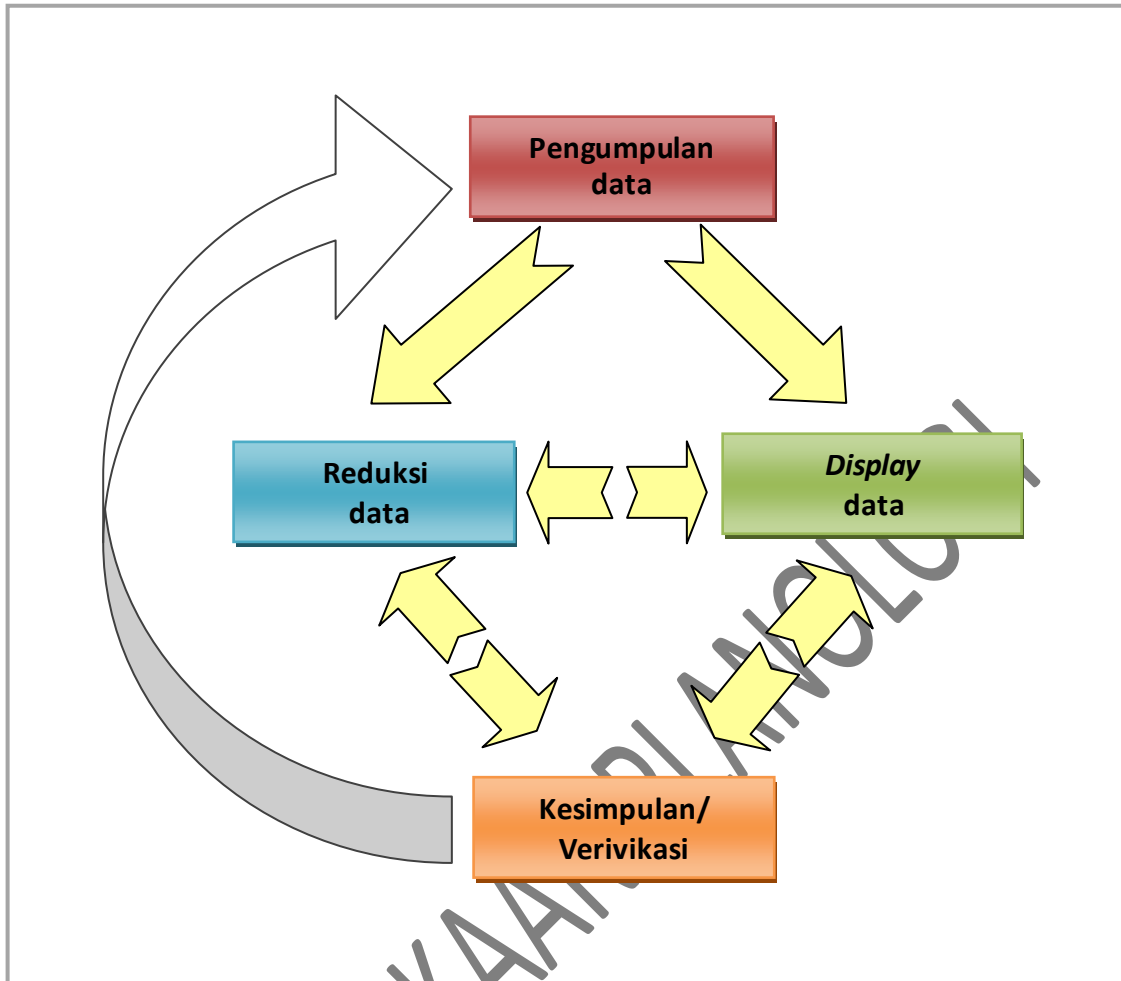 Pengumpulan
data
Reduksi
data
Display
data
Kesimpulan/
Verivikasi